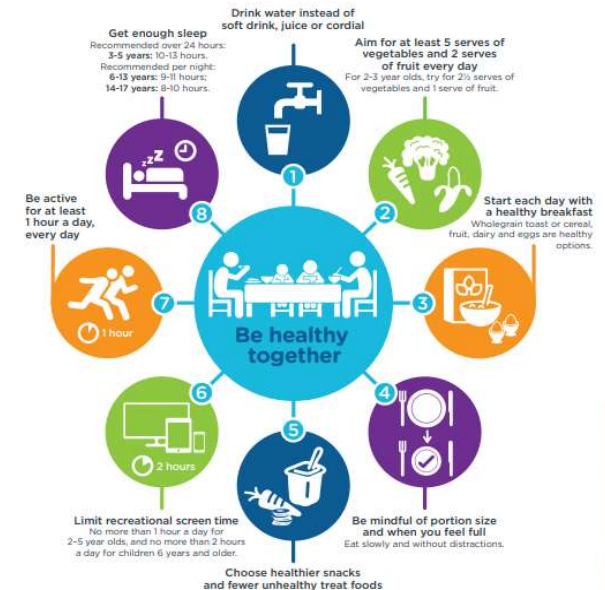 Drink water instead of
soft drink, juice or cordial
1
Aim for at least 5 serves of
vegetables and 2 serves
of fruit every day
For 2-3 year olds, try for 2½ serves of
vegetables and 1 serve of fruit.
2
Start each day with
a healthy breakfast
Wholegrain toast or cereal,
fruit, dairy and eggs are healthy
options.
3
Be mindful of portion size
and when you feel full
Eat slowly and without distractions.
4
Choose healthier snacks
and fewer unhealthy treat foods
5
Limit recreational screen time
No more than 1 hour a day for
2–5 year olds, and no more than 2 hours
a day for children 6 years and older.
6
2 hours
Be active
for at least
1 hour a day,
every day
7
1 hour
Get enough sleep
Recommended over 24 hours:
3-5 years: 10-13 hours.
Recommended per night:
6-13 years: 9-11 hours;
14-17 years: 8-10 hours.
8
zzZ
Be healthy
together